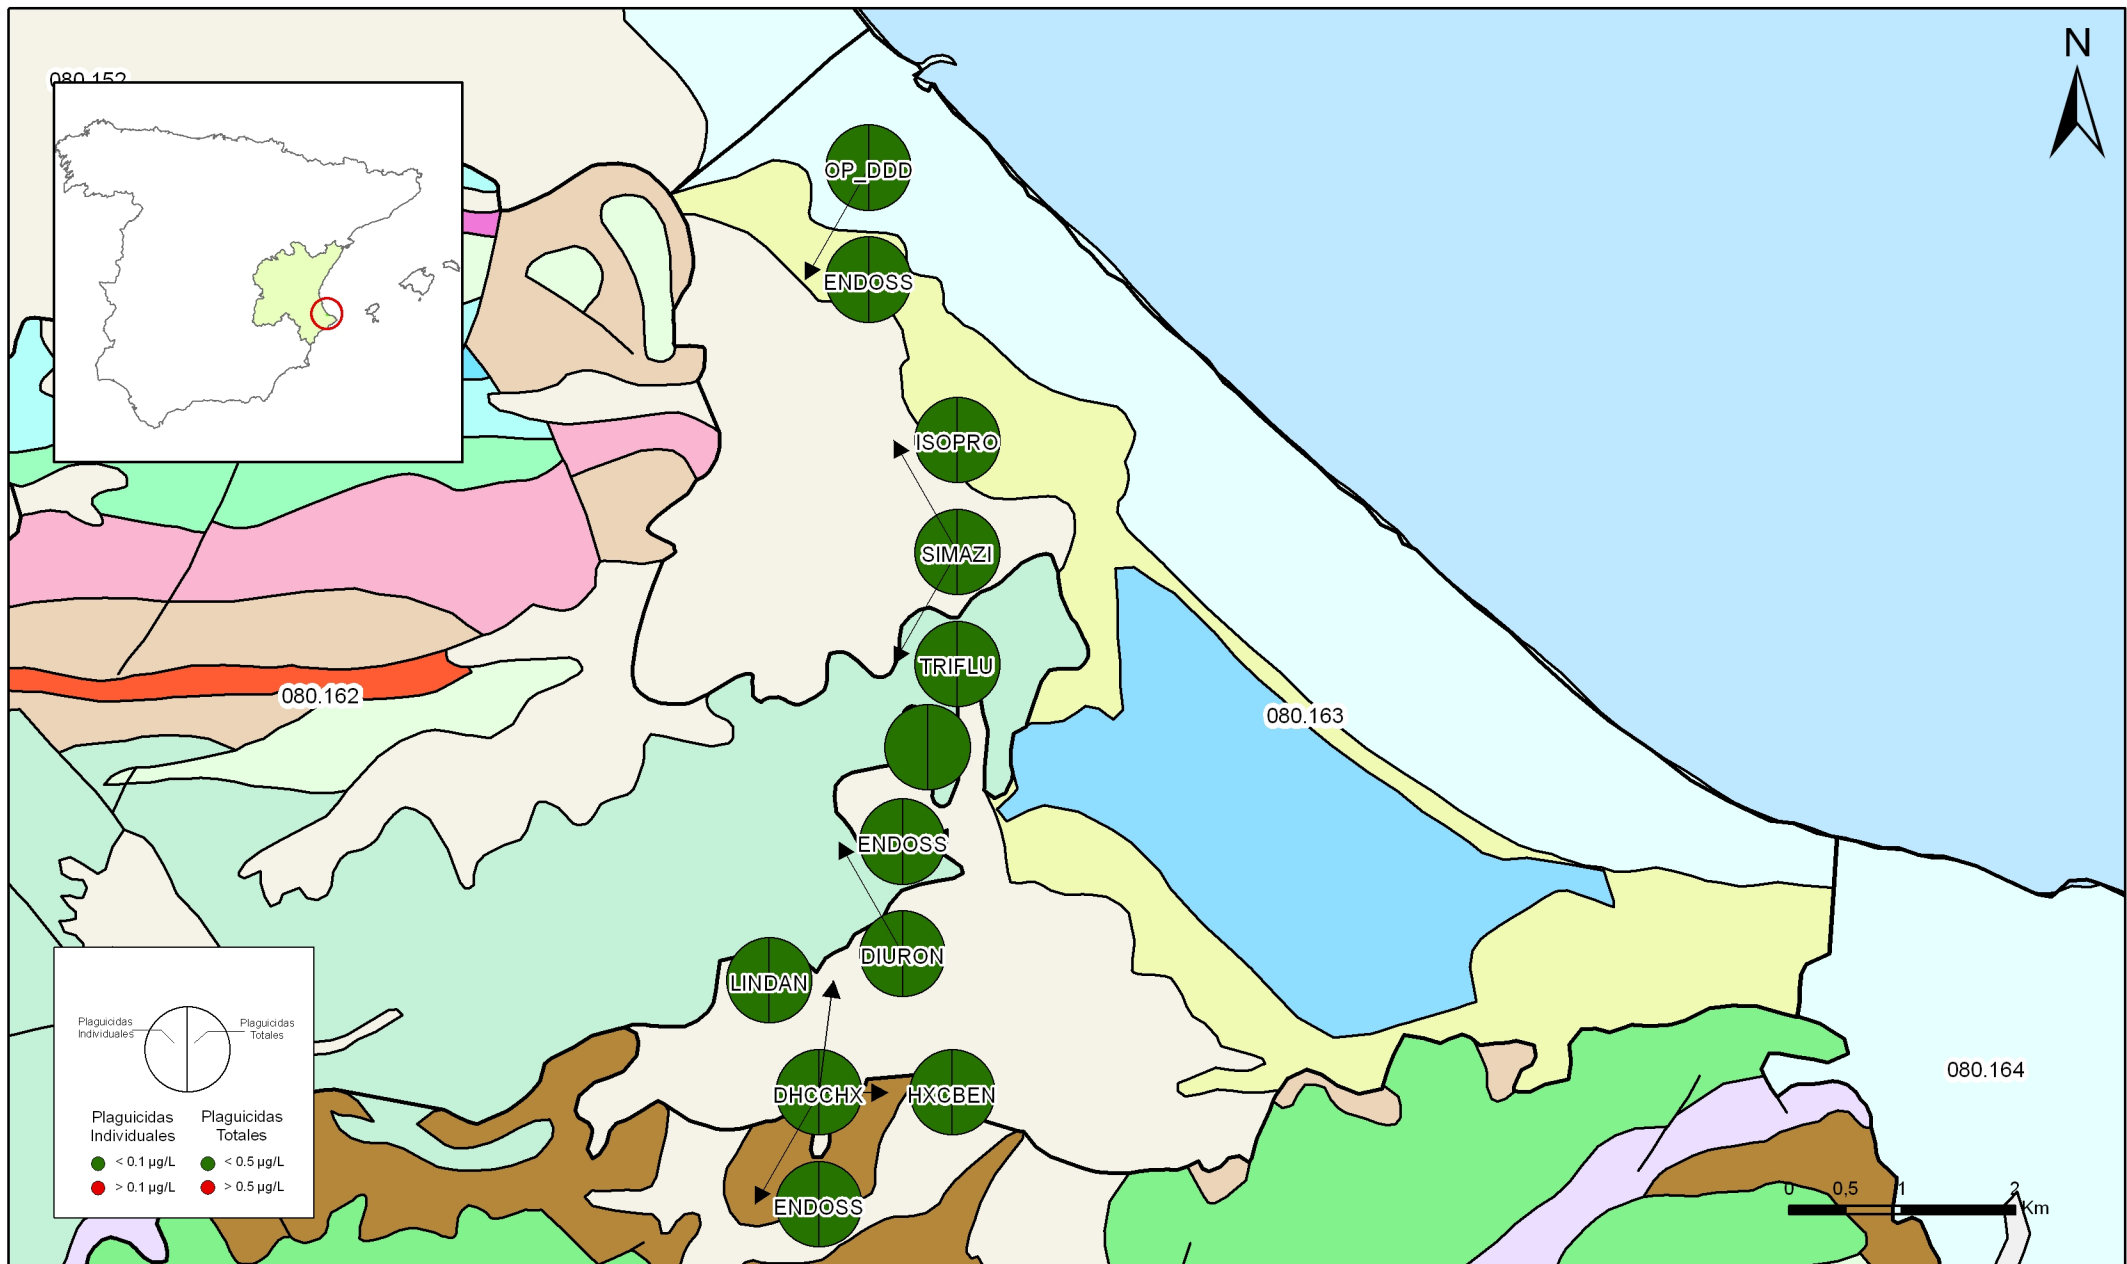 N
080.152
OP_DDD
ENDOSS
ISOPRO
SIMAZI
TRIFLU
080.162
080.163
ENDOSS
DIURON
LINDAN
Plaguicidas
Individuales
Plaguicidas
Totales
080.164
DHCCHX
HXCBEN
Plaguicidas
Individuales
Plaguicidas
Totales
< 0.1 µg/L
< 0.5 µg/L
> 0.1 µg/L
> 0.5 µg/L
0 0,5 1 2
Km
ENDOSS